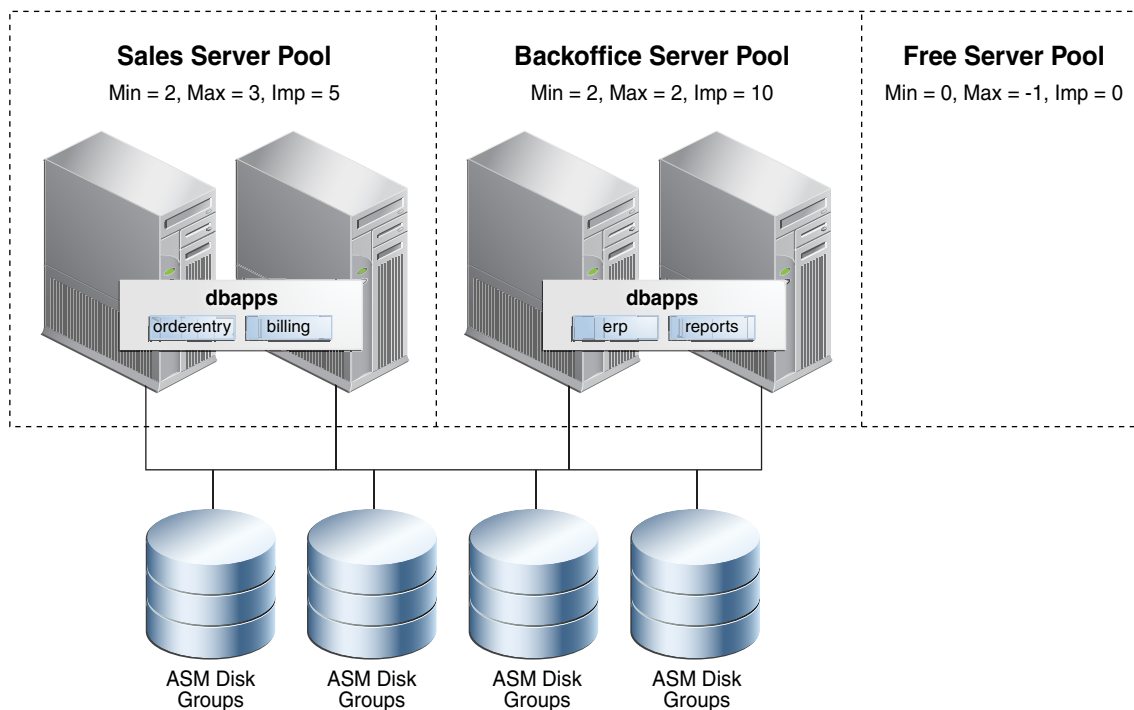 Sales Server Pool
Min = 2, Max = 3, Imp = 5
Backoffice Server Pool
Min = 2, Max = 2, Imp = 10
Free Server Pool
Min = 0, Max = -1, Imp = 0
dbapps
orderentry
billing
dbapps
erp
reports
ASM Disk
Groups
ASM Disk
Groups
ASM Disk
Groups
ASM Disk
Groups